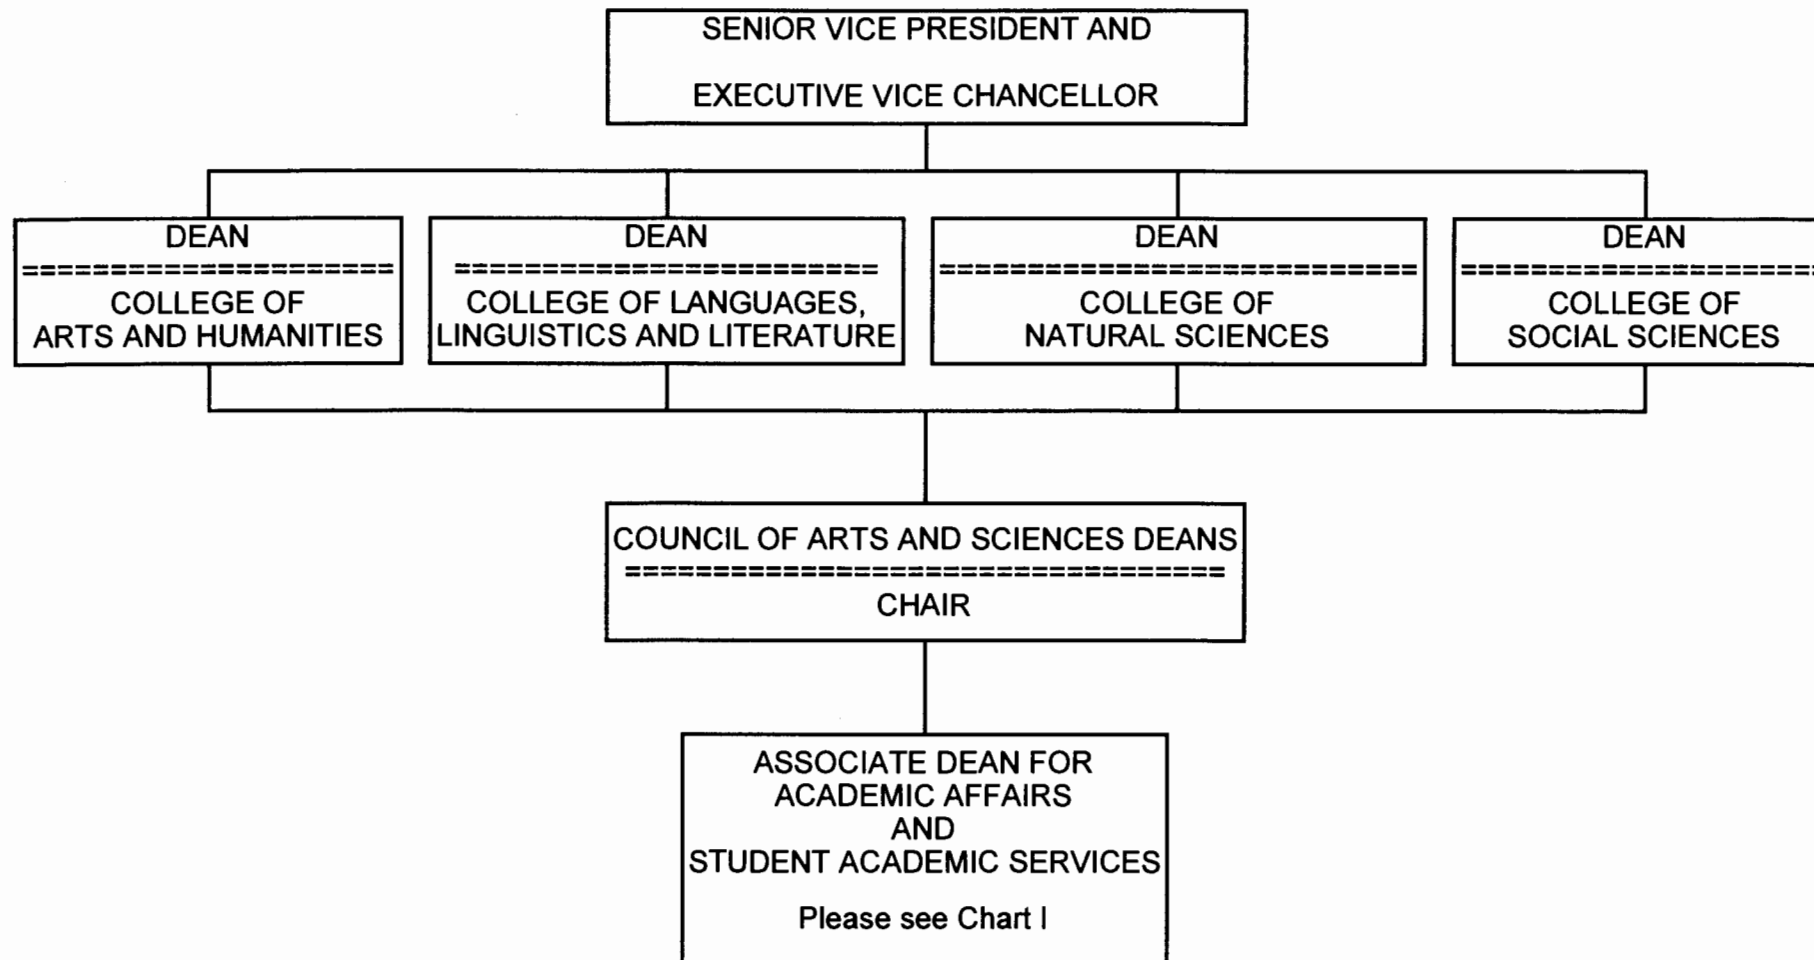 SENIOR VICE PRESIDENT AND
EXECUTIVE VICE CHANCELLOR
DEAN
==========================
COLLEGE OF
ARTS AND HUMANITIES
DEAN
==========================
COLLEGE OF LANGUAGES,
LINGUISTICS AND LITERATURE
DEAN
==========================
COLLEGE OF
NATURAL SCIENCES
DEAN
==========================
COLLEGE OF
SOCIAL SCIENCES
COUNCIL OF ARTS AND SCIENCES DEANS
==================================
CHAIR
ASSOCIATE DEAN FOR
ACADEMIC AFFAIRS
AND
STUDENT ACADEMIC SERVICES
Please see Chart I